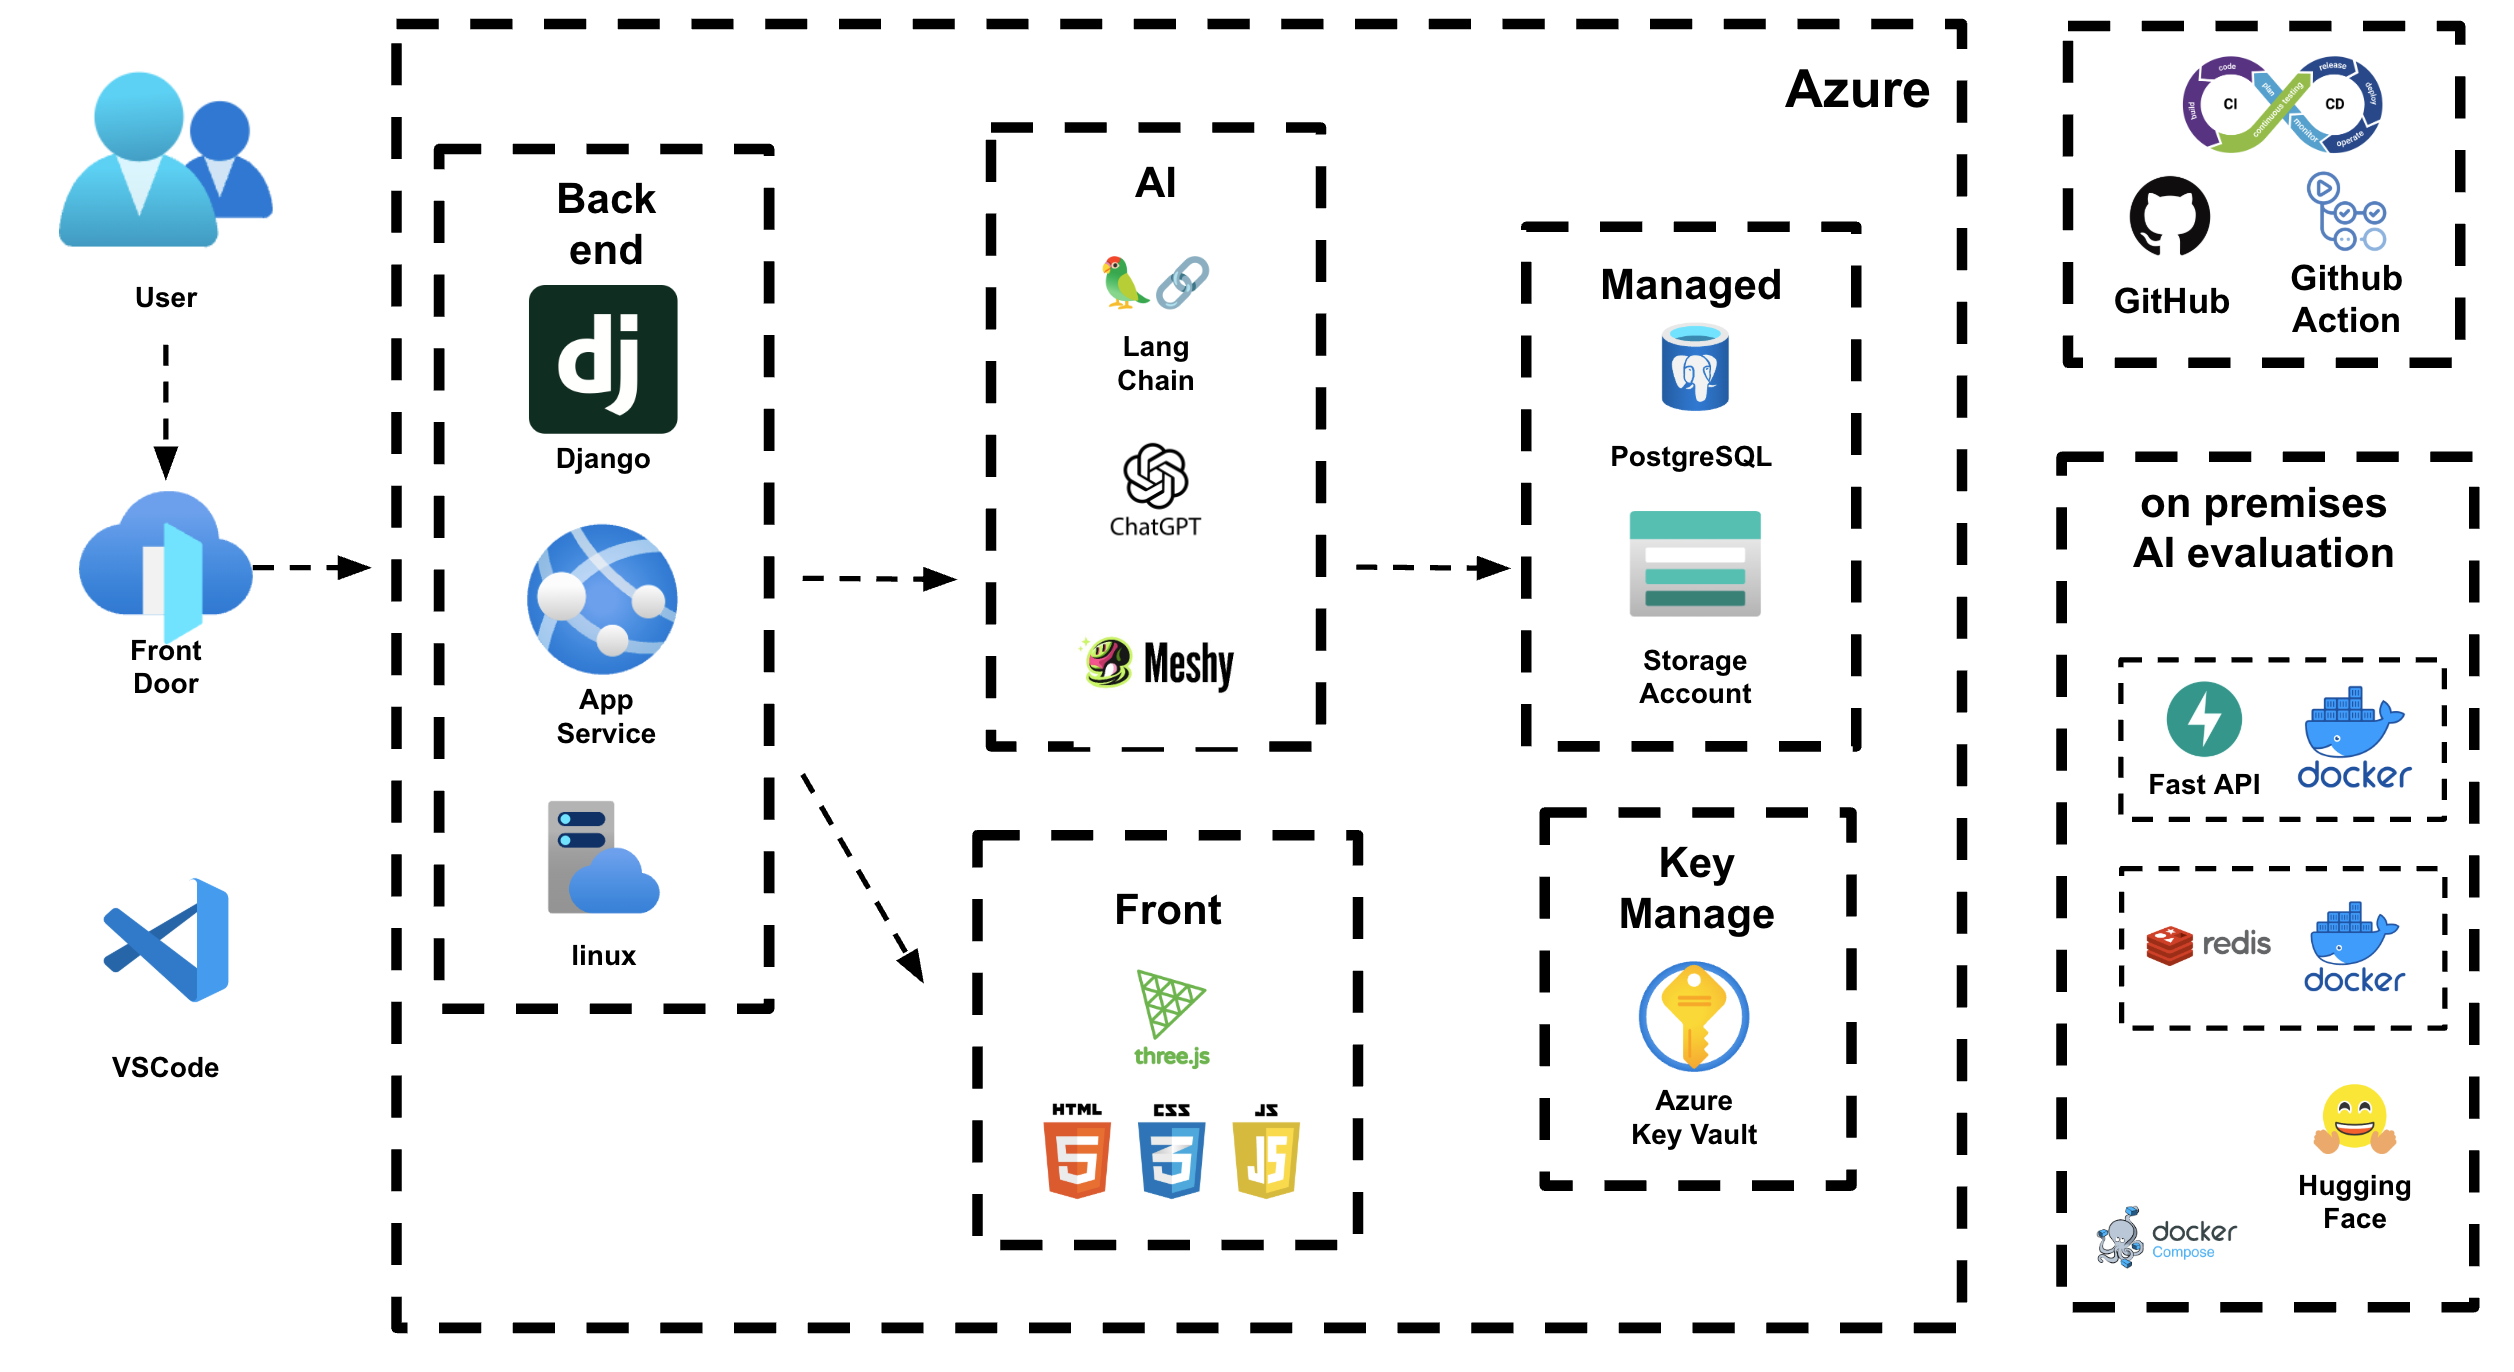 User
Front
Door
VSCode
Azure
Back
end
dj
Django
App
Service
linux
AI
Lang
Chain
ChatGPT
Meshy
Front
three.js
HTML
5
CSS
3
JS
JS
Managed
PostgreSQL
Storage
Account
Key
Manage
Azure
Key Vault
code
build
plan
continuous testing
CI
CD
release
deploy
operate
monitor
GitHub
Github
Action
on premises
AI evaluation
Fast API
docker
redis
docker
Hugging
Face
docker
Compose